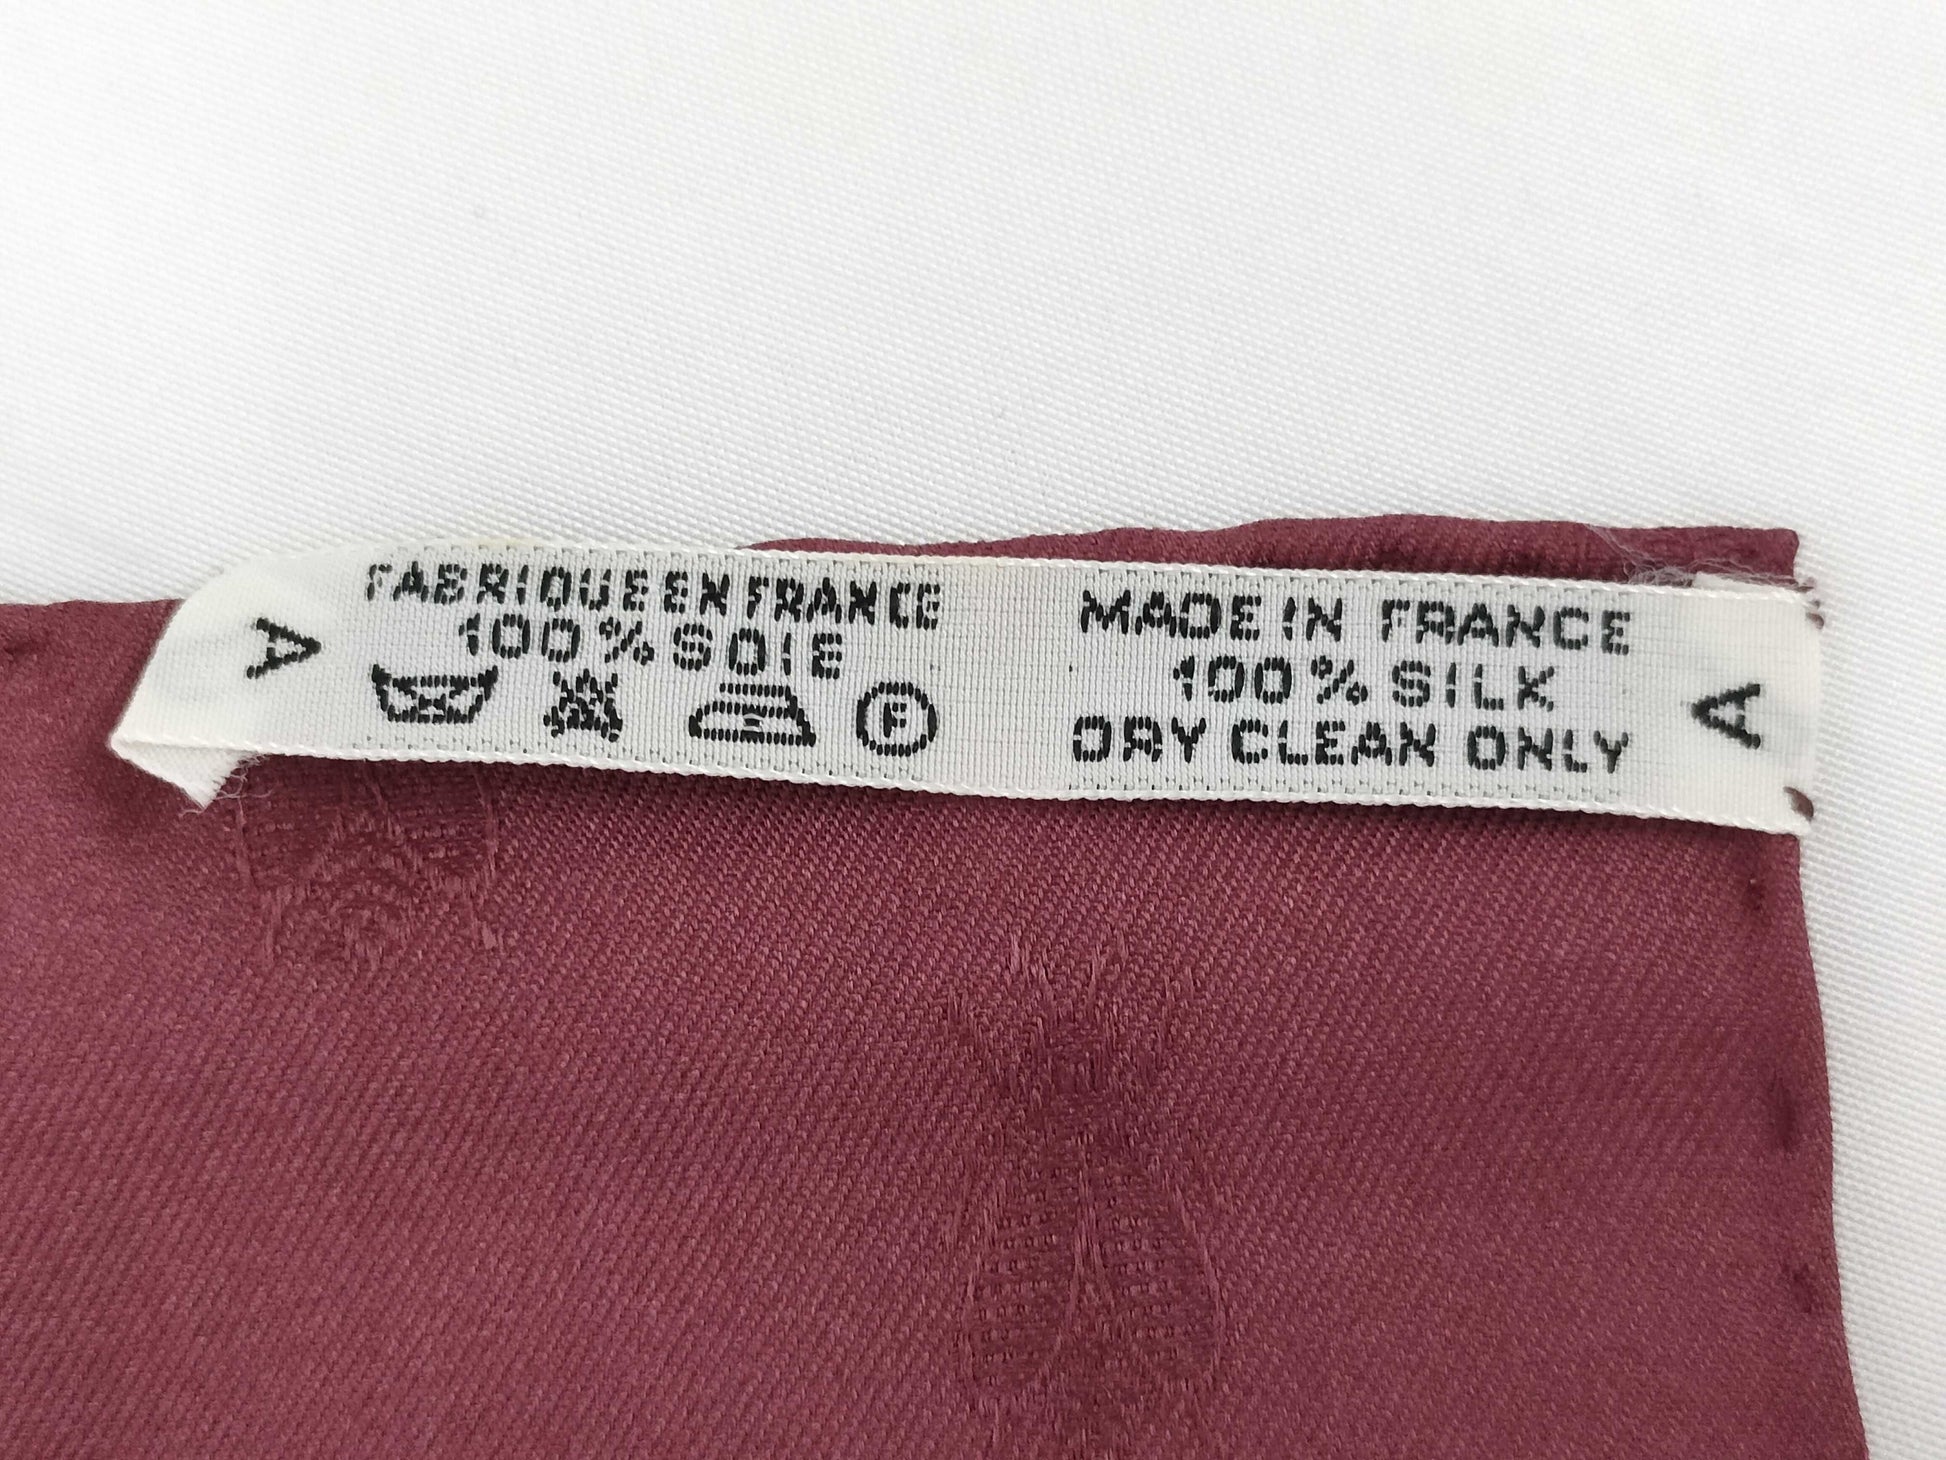 A
FABRIQUE EN FRANCE
100% SOIE
F
MADE IN FRANCE
100% SILK
DRY CLEAN ONLY
A